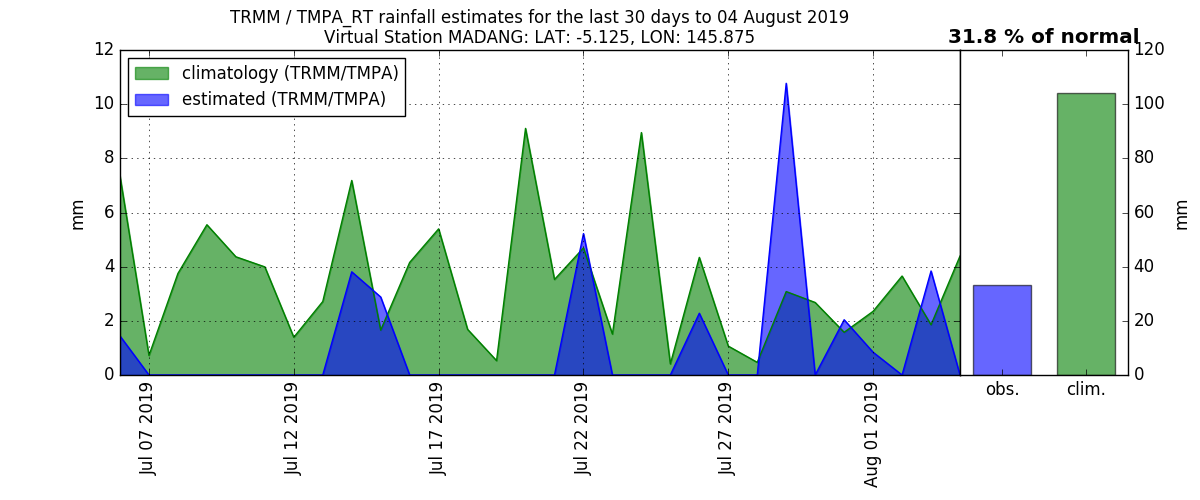 TRMM / TMPA_RT rainfall estimates for the last 30 days to 04 August 2019
Virtual Station MADANG: LAT: -5.125, LON: 145.875
31.8 % of normal
climatology (TRMM/TMPA)
estimated (TRMM/TMPA)
mm
12
10
8
6
4
2
0
Jul 07 2019
Jul 12 2019
Jul 17 2019
Jul 22 2019
Jul 27 2019
Aug 01 2019
obs.
clim.
120
100
80
60
40
20
0
mm